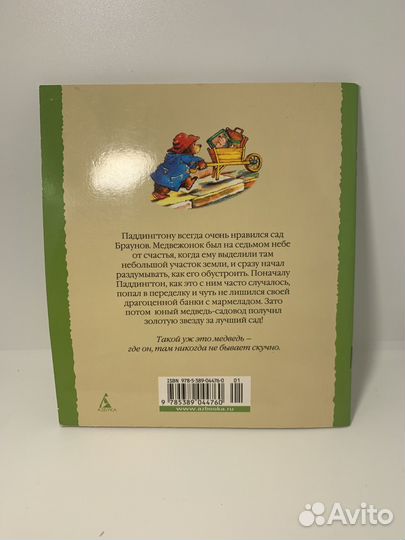 Паддингтону всегда очень нравился сад
Браунов. Медвежонок был на седьмом небе
от счастья, когда ему выделили там
небольшой участок земли, и сразу начал
раздумывать, как его обустроить. Поначалу
Паддингтон, как это с ним часто случалось,
попал в переделку и чуть не лишился своей
драгоценной банки с мармеладом. Зато
потом юный медведь-садовод получил
золотую звезду за лучший сад!
Такой уж это медведь –
где он, там никогда не бывает скучно.
ISBN 978-5-389-04476-0
01
9 785389 044760
www.azbooka.ru
АЗБУКА
Avito